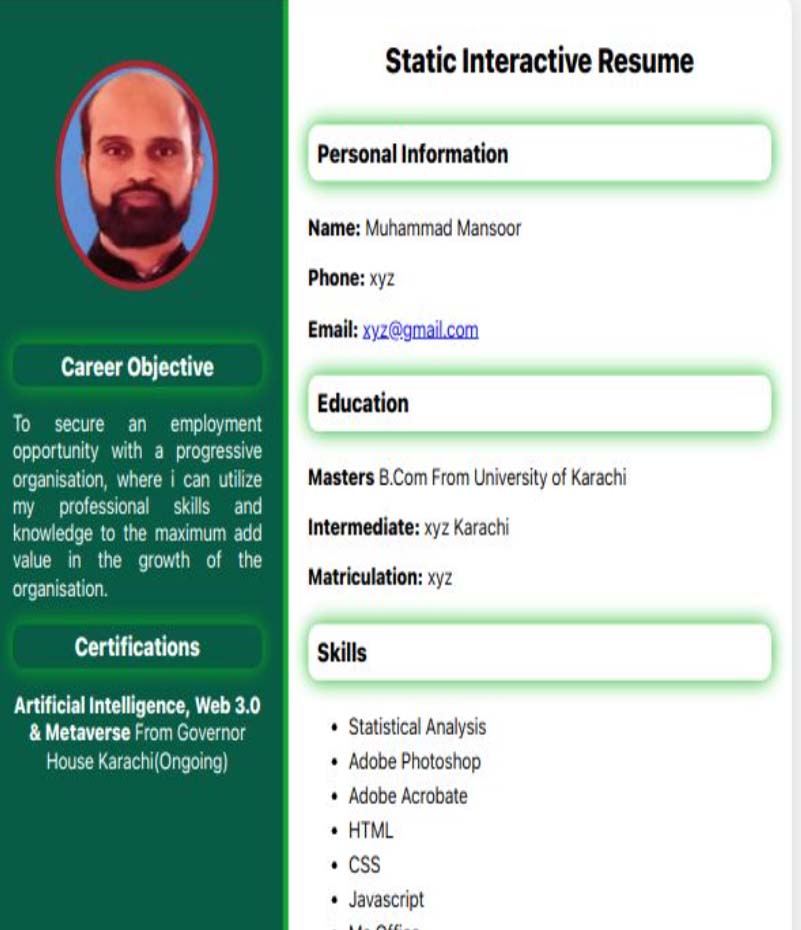 Static Interactive Resume
Personal Information
Name: Muhammad Mansoor
Phone: xyz
Email: xyz@gmail.com
Education
Masters B.Com From University of Karachi
Intermediate: xyz Karachi
Matriculation: xyz
Skills
• Statistical Analysis
• Adobe Photoshop
• Adobe Acrobate
• HTML
• CSS
• Javascript
Career Objective
To secure an employment
opportunity with a progressive
organisation, where i can utilize
my professional skills and
knowledge to the maximum add
value in the growth of the
organisation.
Certifications
Artificial Intelligence, Web 3.0
& Metaverse From Governor
House Karachi(Ongoing)